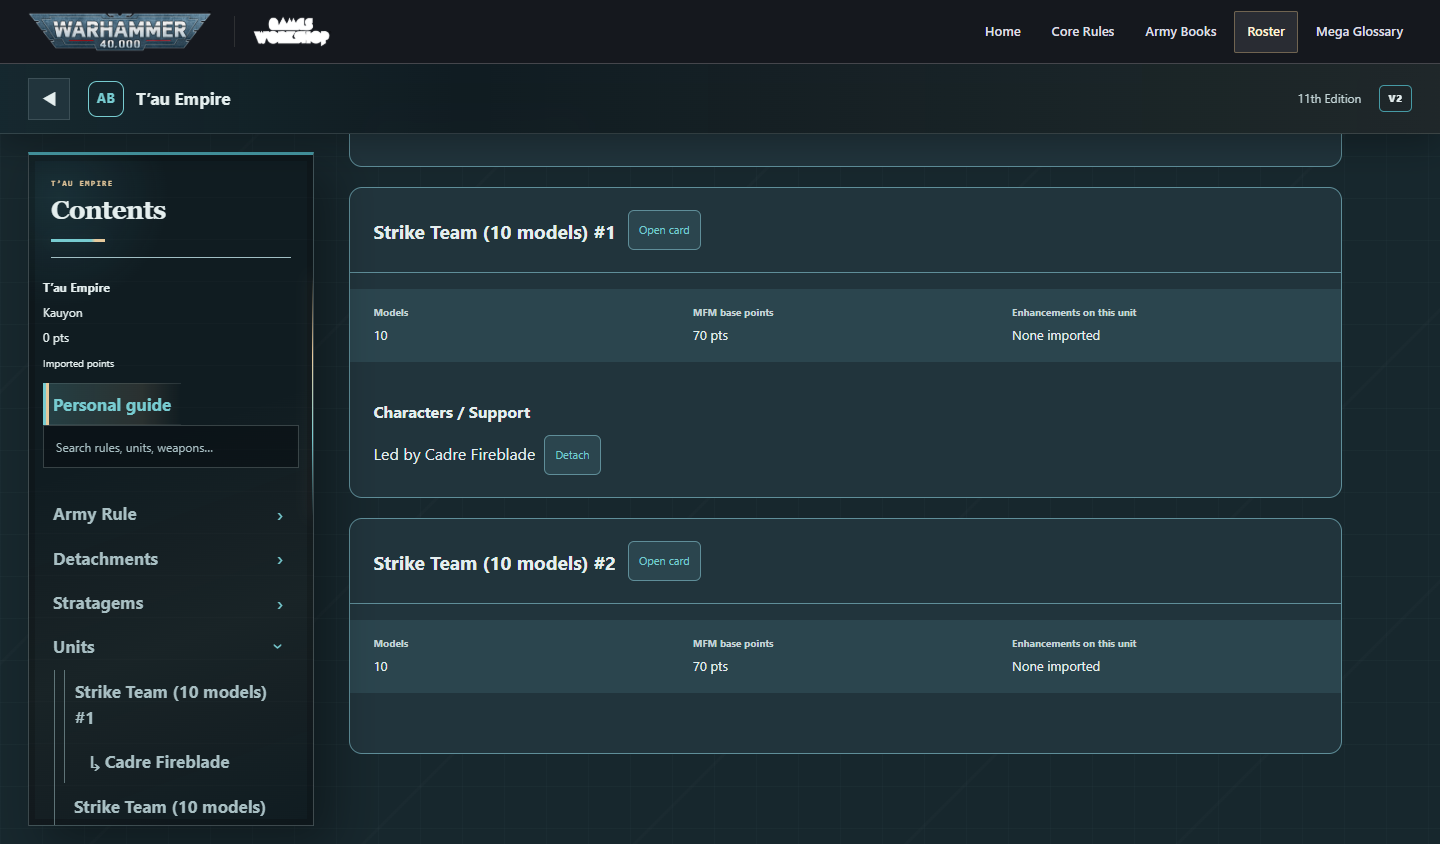 WARHAMMER
40,000
GAMES
WORKSHOP
Home
Core Rules
Army Books
Roster
Mega Glossary
◀
AB
T’au Empire
11th Edition
V2
T’AU EMPIRE
Contents
T’au Empire
Kauyon
0 pts
Imported points
Personal guide
Search rules, units, weapons...
Army Rule
Detachments
Stratagems
Units
Strike Team (10 models)
#1
↳ Cadre Fireblade
Strike Team (10 models)
Strike Team (10 models) #1
Open card
Models
MFM base points
Enhancements on this unit
10
70 pts
None imported
Characters / Support
Led by Cadre Fireblade
Detach
Strike Team (10 models) #2
Open card
Models
MFM base points
Enhancements on this unit
10
70 pts
None imported